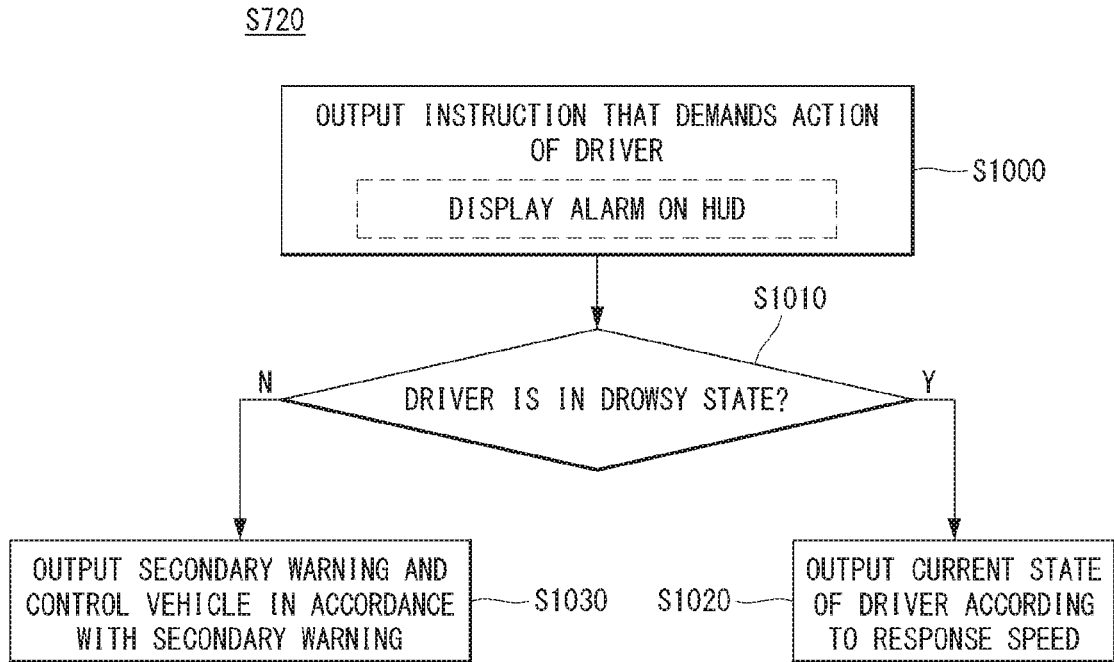 S720
OUTPUT INSTRUCTION THAT DEMANDS ACTION
OF DRIVER
DISPLAY ALARM ON HUD
S1000
S1010
N
DRIVER IS IN DROWSY STATE?
Y
OUTPUT SECONDARY WARNING AND
CONTROL VEHICLE IN ACCORDANCE
WITH SECONDARY WARNING
S1030
S1020
OUTPUT CURRENT STATE
OF DRIVER ACCORDING
TO RESPONSE SPEED